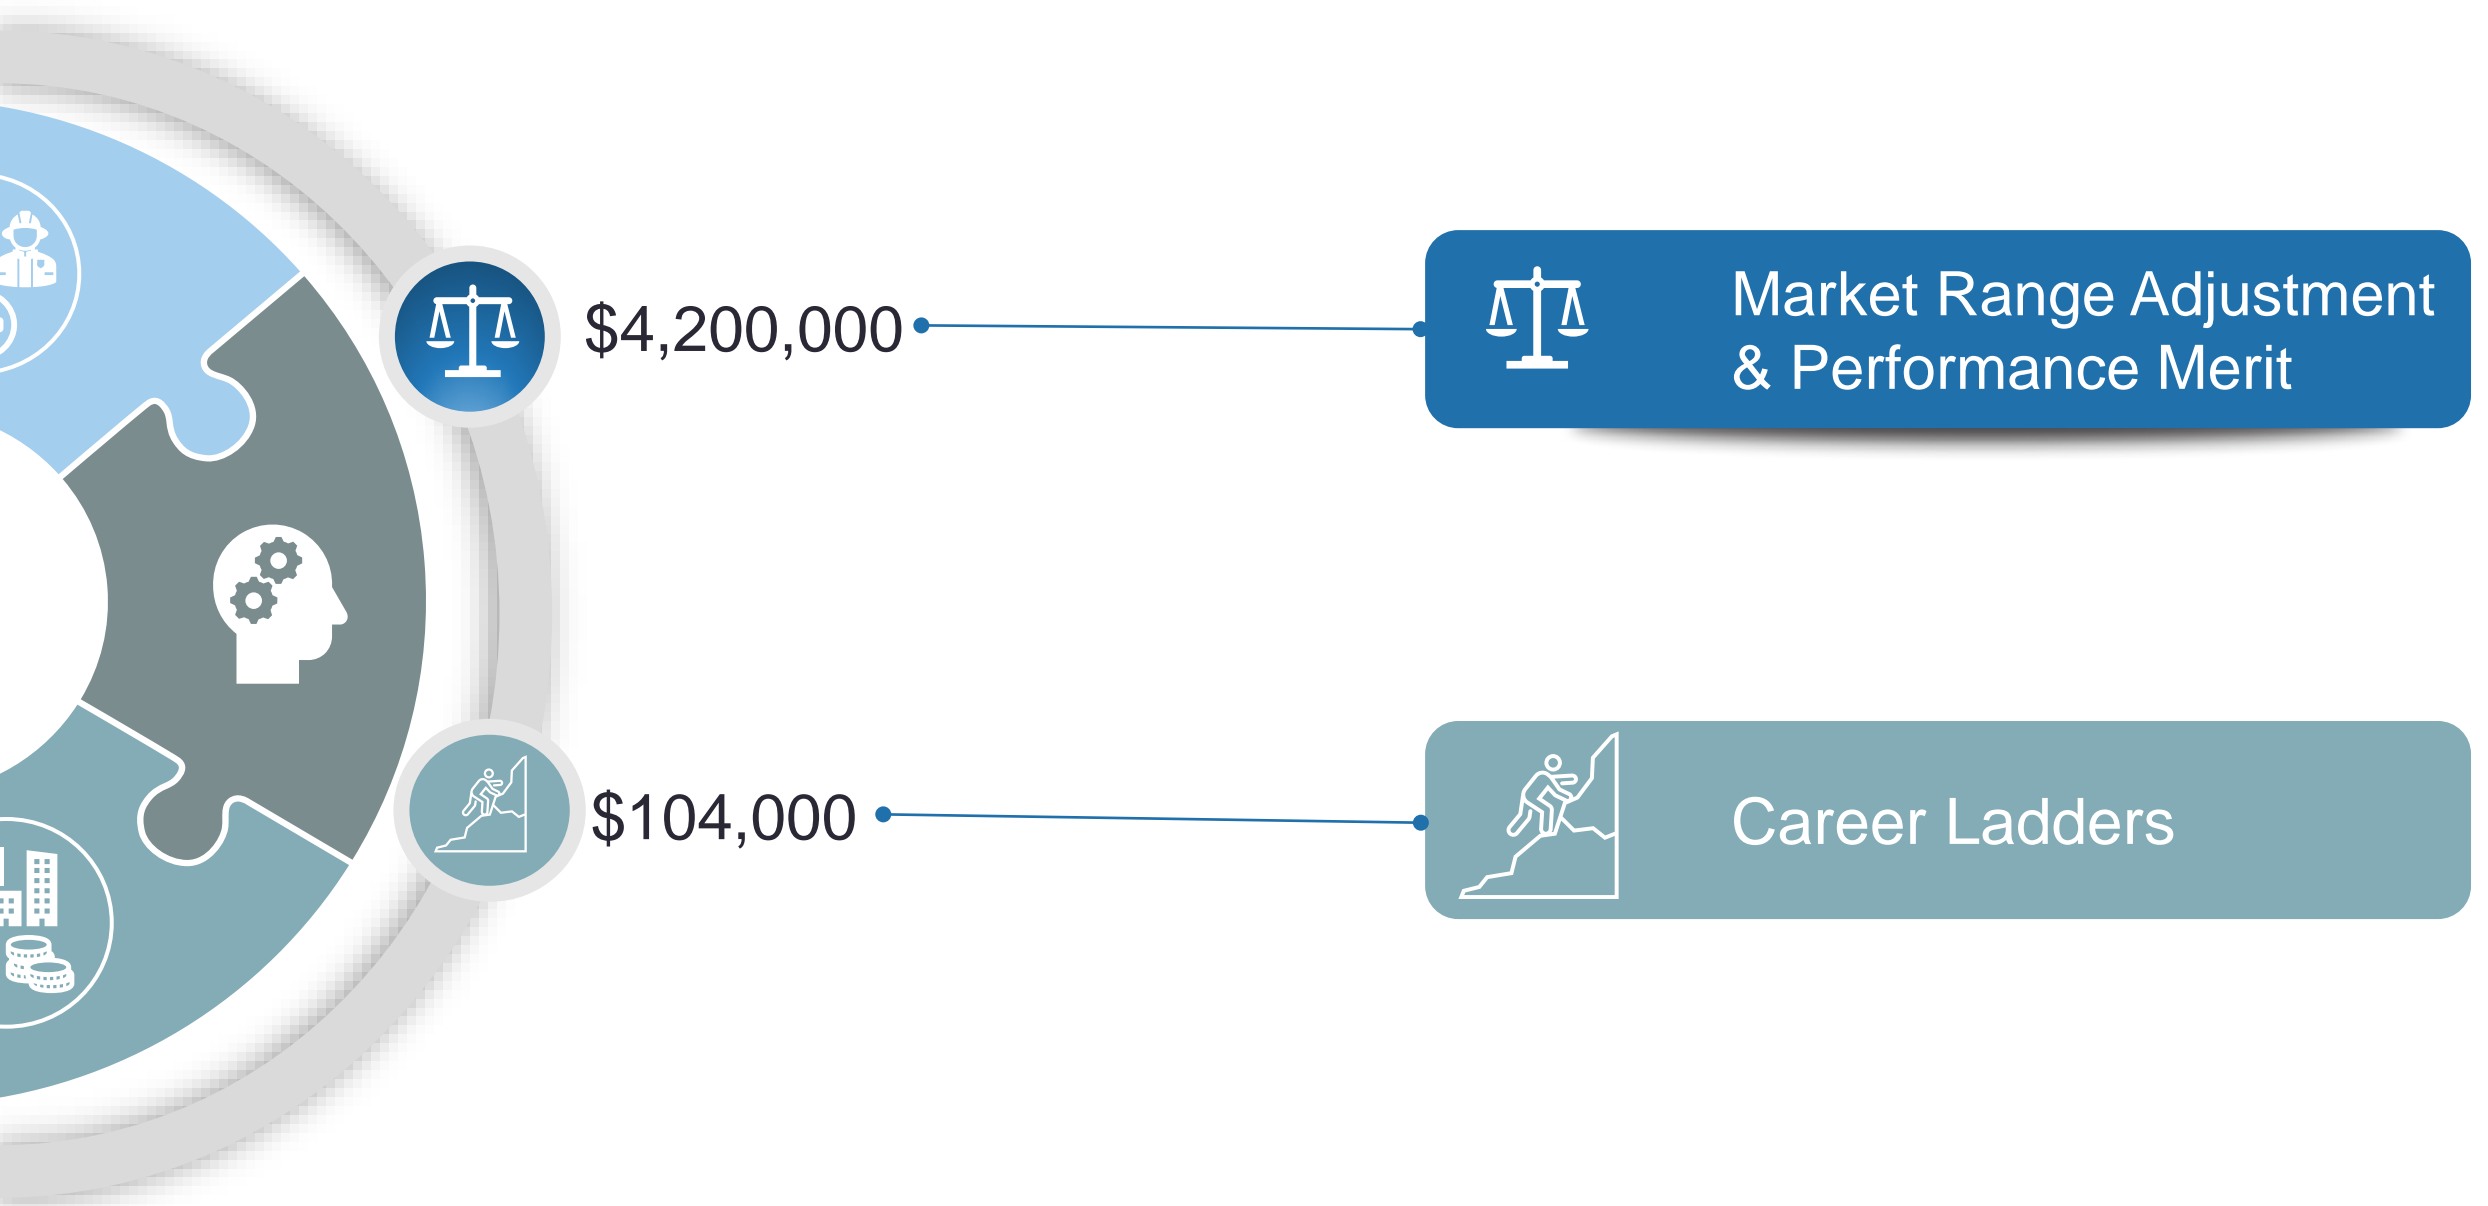 $4,200,000
Market Range Adjustment
& Performance Merit
$104,000
Career Ladders